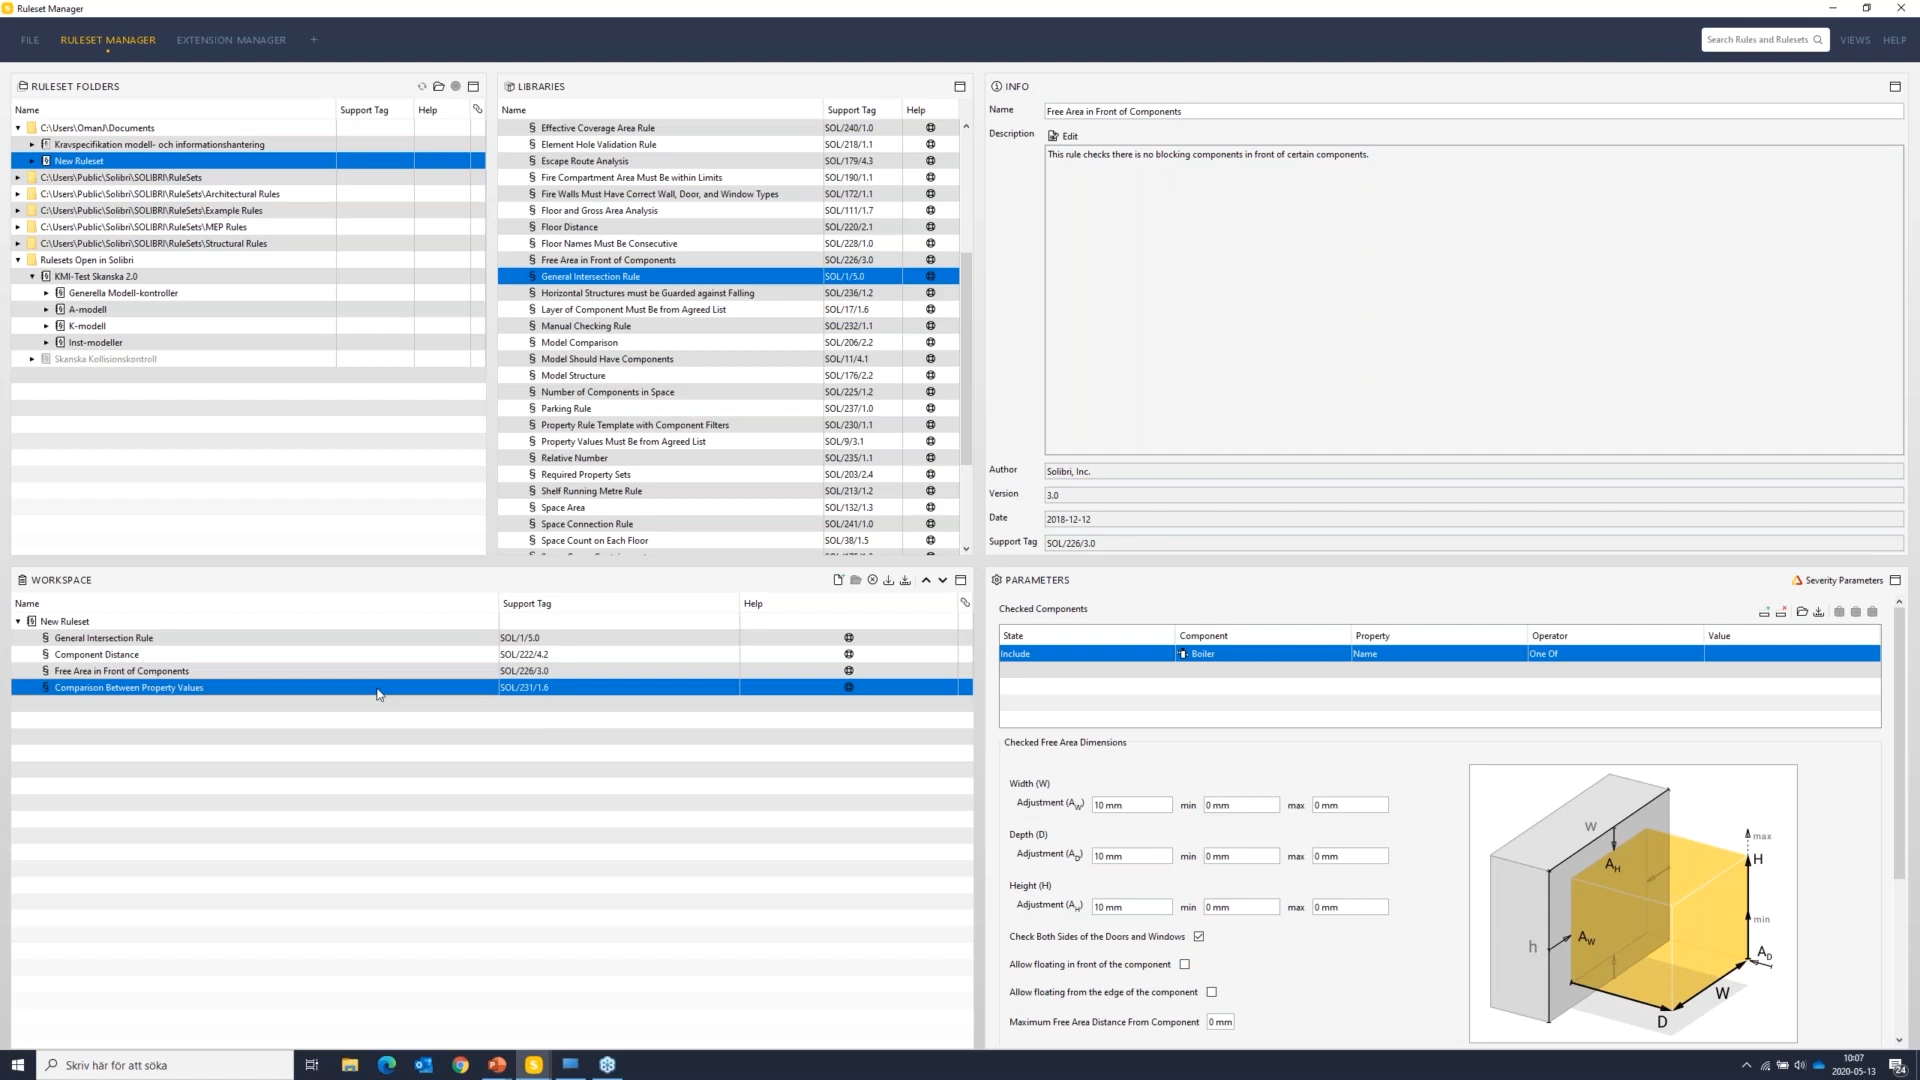 Ruleset Manager
FILE RULESET MANAGER EXTENSION MANAGER + Search Rules and Rulesets VIEWS HELP
RULESET FOLDERS
Name Support Tag Help
C:\Users\OmanJ\Documents
Kravspecifikation modell- och informationshantering
New Ruleset
C:\Users\Public\Solibri\SOLIBRI\RuleSets
C:\Users\Public\Solibri\SOLIBRI\RuleSets\Architectural Rules
C:\Users\Public\Solibri\SOLIBRI\RuleSets\Example Rules
C:\Users\Public\Solibri\SOLIBRI\RuleSets\MEP Rules
C:\Users\Public\Solibri\SOLIBRI\RuleSets\Structural Rules
Rulesets Open in Solibri
KMI-Test Skanska 2.0
Generella Modell-kontroller
A-modell
K-modell
Inst-modeller
Skanska Kollisionskontroll
LIBRARIES
Name Support Tag Help
§ Effective Coverage Area Rule SOL/240/1.0
§ Element Hole Validation Rule SOL/218/1.1
§ Escape Route Analysis SOL/179/4.3
§ Fire Compartment Area Must Be within Limits SOL/190/1.1
§ Fire Walls Must Have Correct Wall, Door, and Window Types SOL/172/1.1
§ Floor and Gross Area Analysis SOL/111/1.7
§ Floor Distance SOL/220/2.1
§ Floor Names Must Be Consecutive SOL/228/1.0
§ Free Area in Front of Components SOL/226/3.0
§ General Intersection Rule SOL/1/5.0
§ Horizontal Structures must be Guarded against Falling SOL/236/1.2
§ Layer of Component Must Be from Agreed List SOL/17/1.6
§ Manual Checking Rule SOL/232/1.1
§ Model Comparison SOL/206/2.2
§ Model Should Have Components SOL/11/4.1
§ Model Structure SOL/176/2.2
§ Number of Components in Space SOL/225/1.2
§ Parking Rule SOL/237/1.0
§ Property Rule Template with Component Filters SOL/230/1.1
§ Property Values Must Be from Agreed List SOL/9/3.1
§ Relative Number SOL/235/1.1
§ Required Property Sets SOL/203/2.4
§ Shelf Running Metre Rule SOL/213/1.2
§ Space Area SOL/132/1.3
§ Space Connection Rule SOL/241/1.0
§ Space Count on Each Floor SOL/38/1.5
INFO
Name Free Area in Front of Components
Description Edit
This rule checks there is no blocking components in front of certain components.
Author Solibri, Inc.
Version 3.0
Date 2018-12-12
Support Tag SOL/226/3.0
WORKSPACE
Name Support Tag Help
New Ruleset
§ General Intersection Rule SOL/1/5.0
§ Component Distance SOL/222/4.2
§ Free Area in Front of Components SOL/226/3.0
§ Comparison Between Property Values SOL/231/1.6
PARAMETERS Severity Parameters
Checked Components
State Component Property Operator Value
Include Boiler Name One Of
Checked Free Area Dimensions
Width (W)
Adjustment (AW) 10 mm min 0 mm max 0 mm
Depth (D)
Adjustment (AD) 10 mm min 0 mm max 0 mm
Height (H)
Adjustment (AH) 10 mm min 0 mm max 0 mm
Check Both Sides of the Doors and Windows
Allow floating in front of the component
Allow floating from the edge of the component
Maximum Free Area Distance From Component 0 mm
w
max
H
AH
min
h
AW
AD
W
D
Skriv här för att söka
10:07
2020-05-13
24